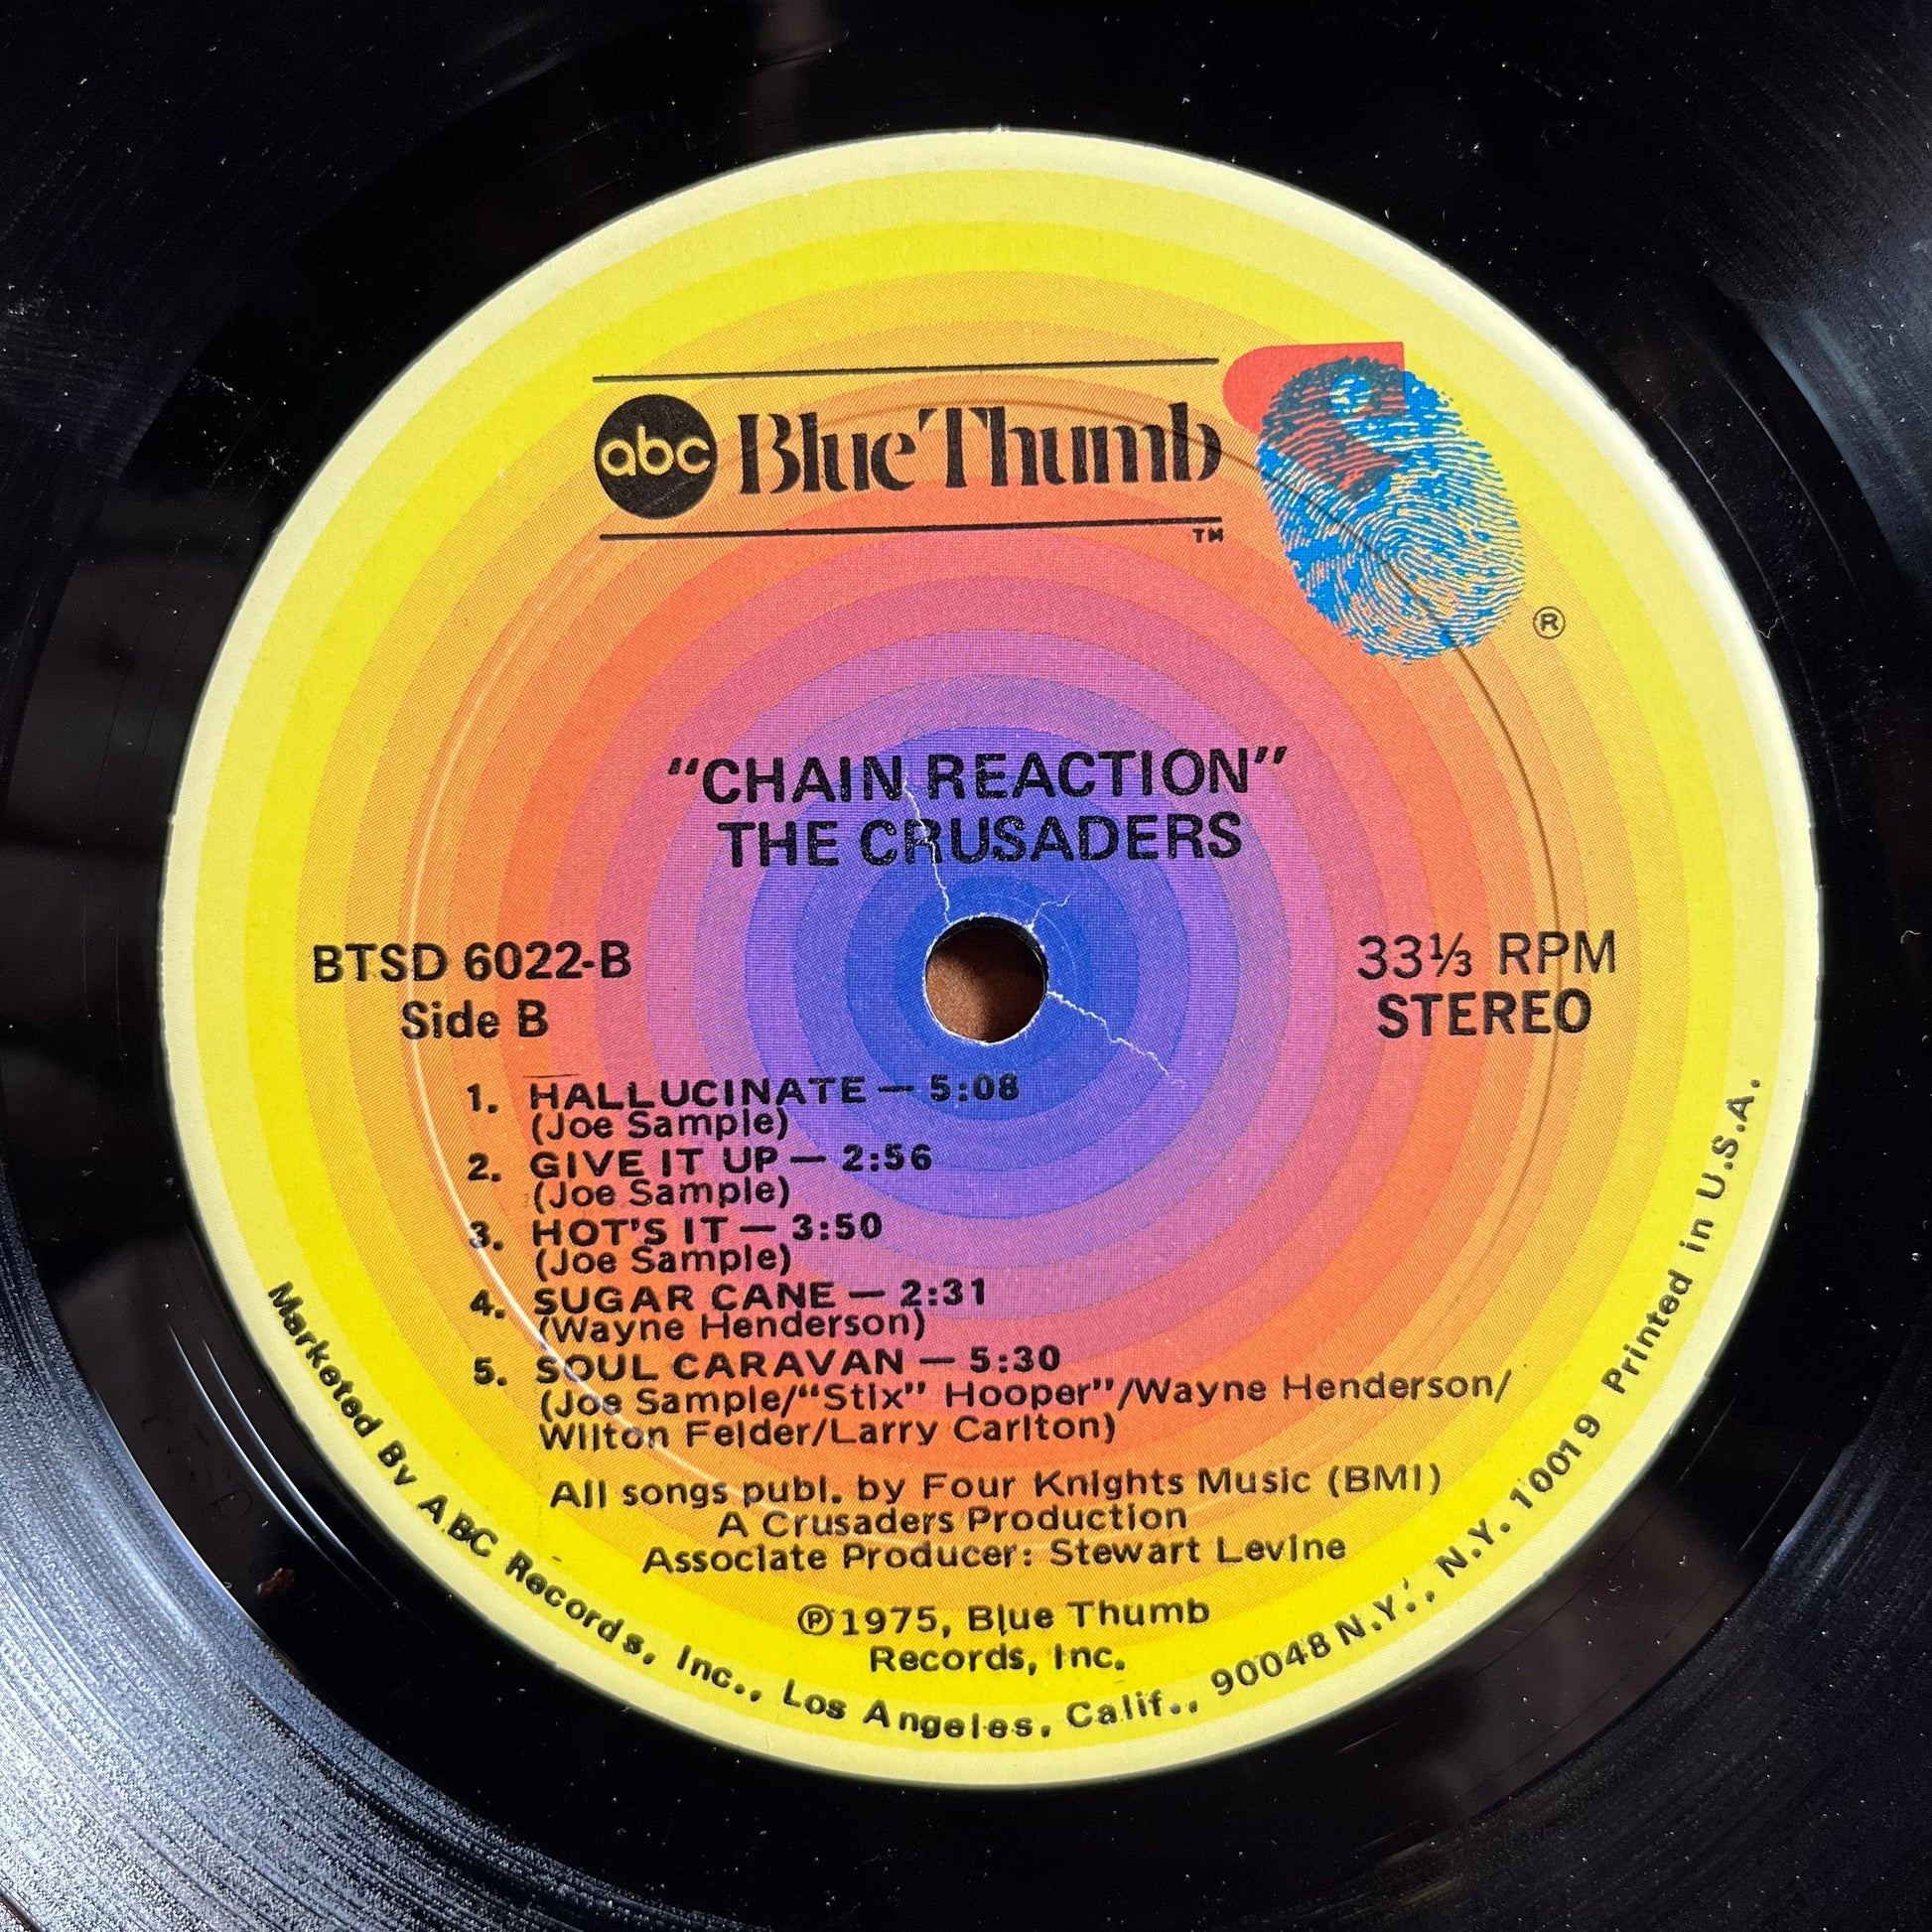 abc Blue Thumb
TM
®
“CHAIN REACTION”
THE CRUSADERS
BTSD 6022-B
Side B
33⅓ RPM
STEREO
1. HALLUCINATE — 5:08
(Joe Sample)
2. GIVE IT UP — 2:56
(Joe Sample)
3. HOT'S IT — 3:50
(Joe Sample)
4. SUGAR CANE — 2:31
(Wayne Henderson)
5. SOUL CARAVAN — 5:30
(Joe Sample/“Stix” Hooper”/Wayne Henderson/
Wilton Felder/Larry Carlton)
All songs publ. by Four Knights Music (BMI)
A Crusaders Production
Associate Producer: Stewart Levine
℗1975, Blue Thumb
Records, Inc.
Marketed By ABC Records, Inc., Los Angeles, Calif., 90048 N.Y., N.Y. 10019 Printed in U.S.A.